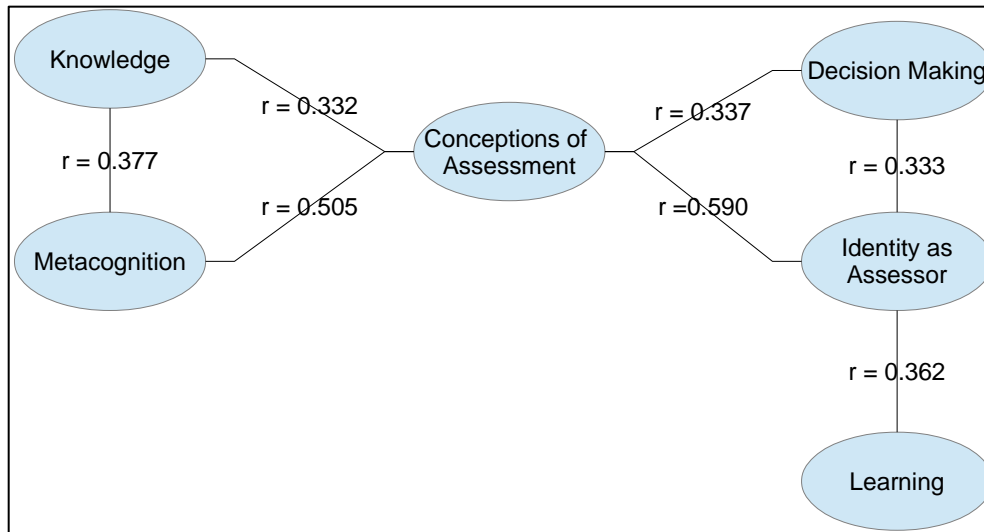 Knowledge
Decision Making
r = 0.332
r = 0.337
Conceptions of
Assessment
r = 0.377
r = 0.333
r = 0.505
r =0.590
Metacognition
Identity as
Assessor
r = 0.362
Learning